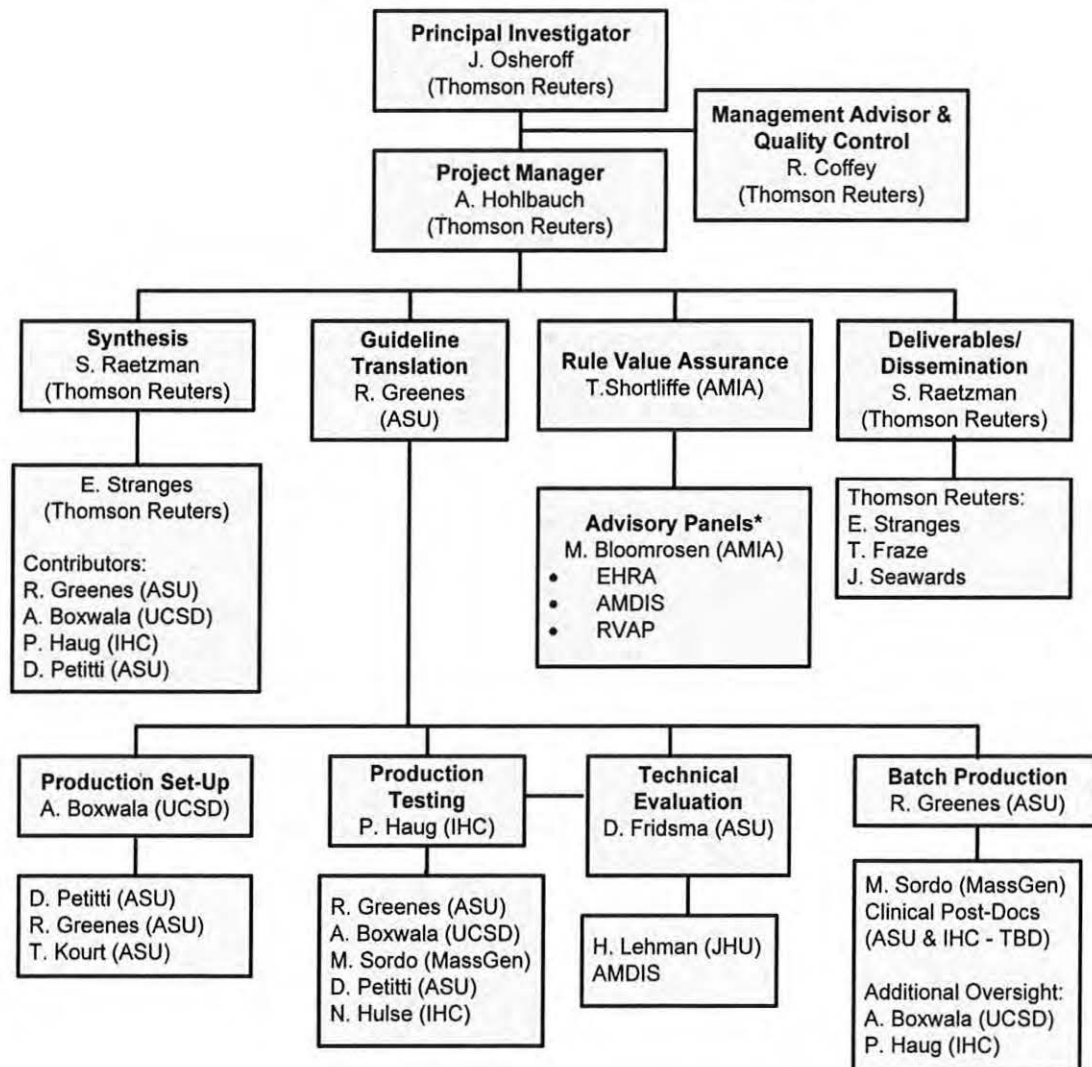 Principal Investigator
J. Osheroff
(Thomson Reuters)
Management Advisor &
Quality Control
R. Coffey
(Thomson Reuters)
Project Manager
A. Hohlbauch
(Thomson Reuters)
Synthesis
S. Raetzman
(Thomson Reuters)
Guideline
Translation
R. Greenes
(ASU)
Rule Value Assurance
T.Shortliffe (AMIA)
Deliverables/
Dissemination
S. Raetzman
(Thomson Reuters)
E. Stranges
(Thomson Reuters)
Contributors:
R. Greenes (ASU)
A. Boxwala (UCSD)
P. Haug (IHC)
D. Petitti (ASU)
Advisory Panels*
M. Bloomrosen (AMIA)
• EHRA
• AMDIS
• RVAP
Thomson Reuters:
E. Stranges
T. Fraze
J. Seawards
Production Set-Up
A. Boxwala (UCSD)
Production
Testing
P. Haug (IHC)
Technical
Evaluation
D. Fridsma (ASU)
Batch Production
R. Greenes (ASU)
D. Petitti (ASU)
R. Greenes (ASU)
T. Kourt (ASU)
R. Greenes (ASU)
A. Boxwala (UCSD)
M. Sordo (MassGen)
D. Petitti (ASU)
N. Hulse (IHC)
H. Lehman (JHU)
AMDIS
M. Sordo (MassGen)
Clinical Post-Docs
(ASU & IHC - TBD)
Additional Oversight:
A. Boxwala (UCSD)
P. Haug (IHC)